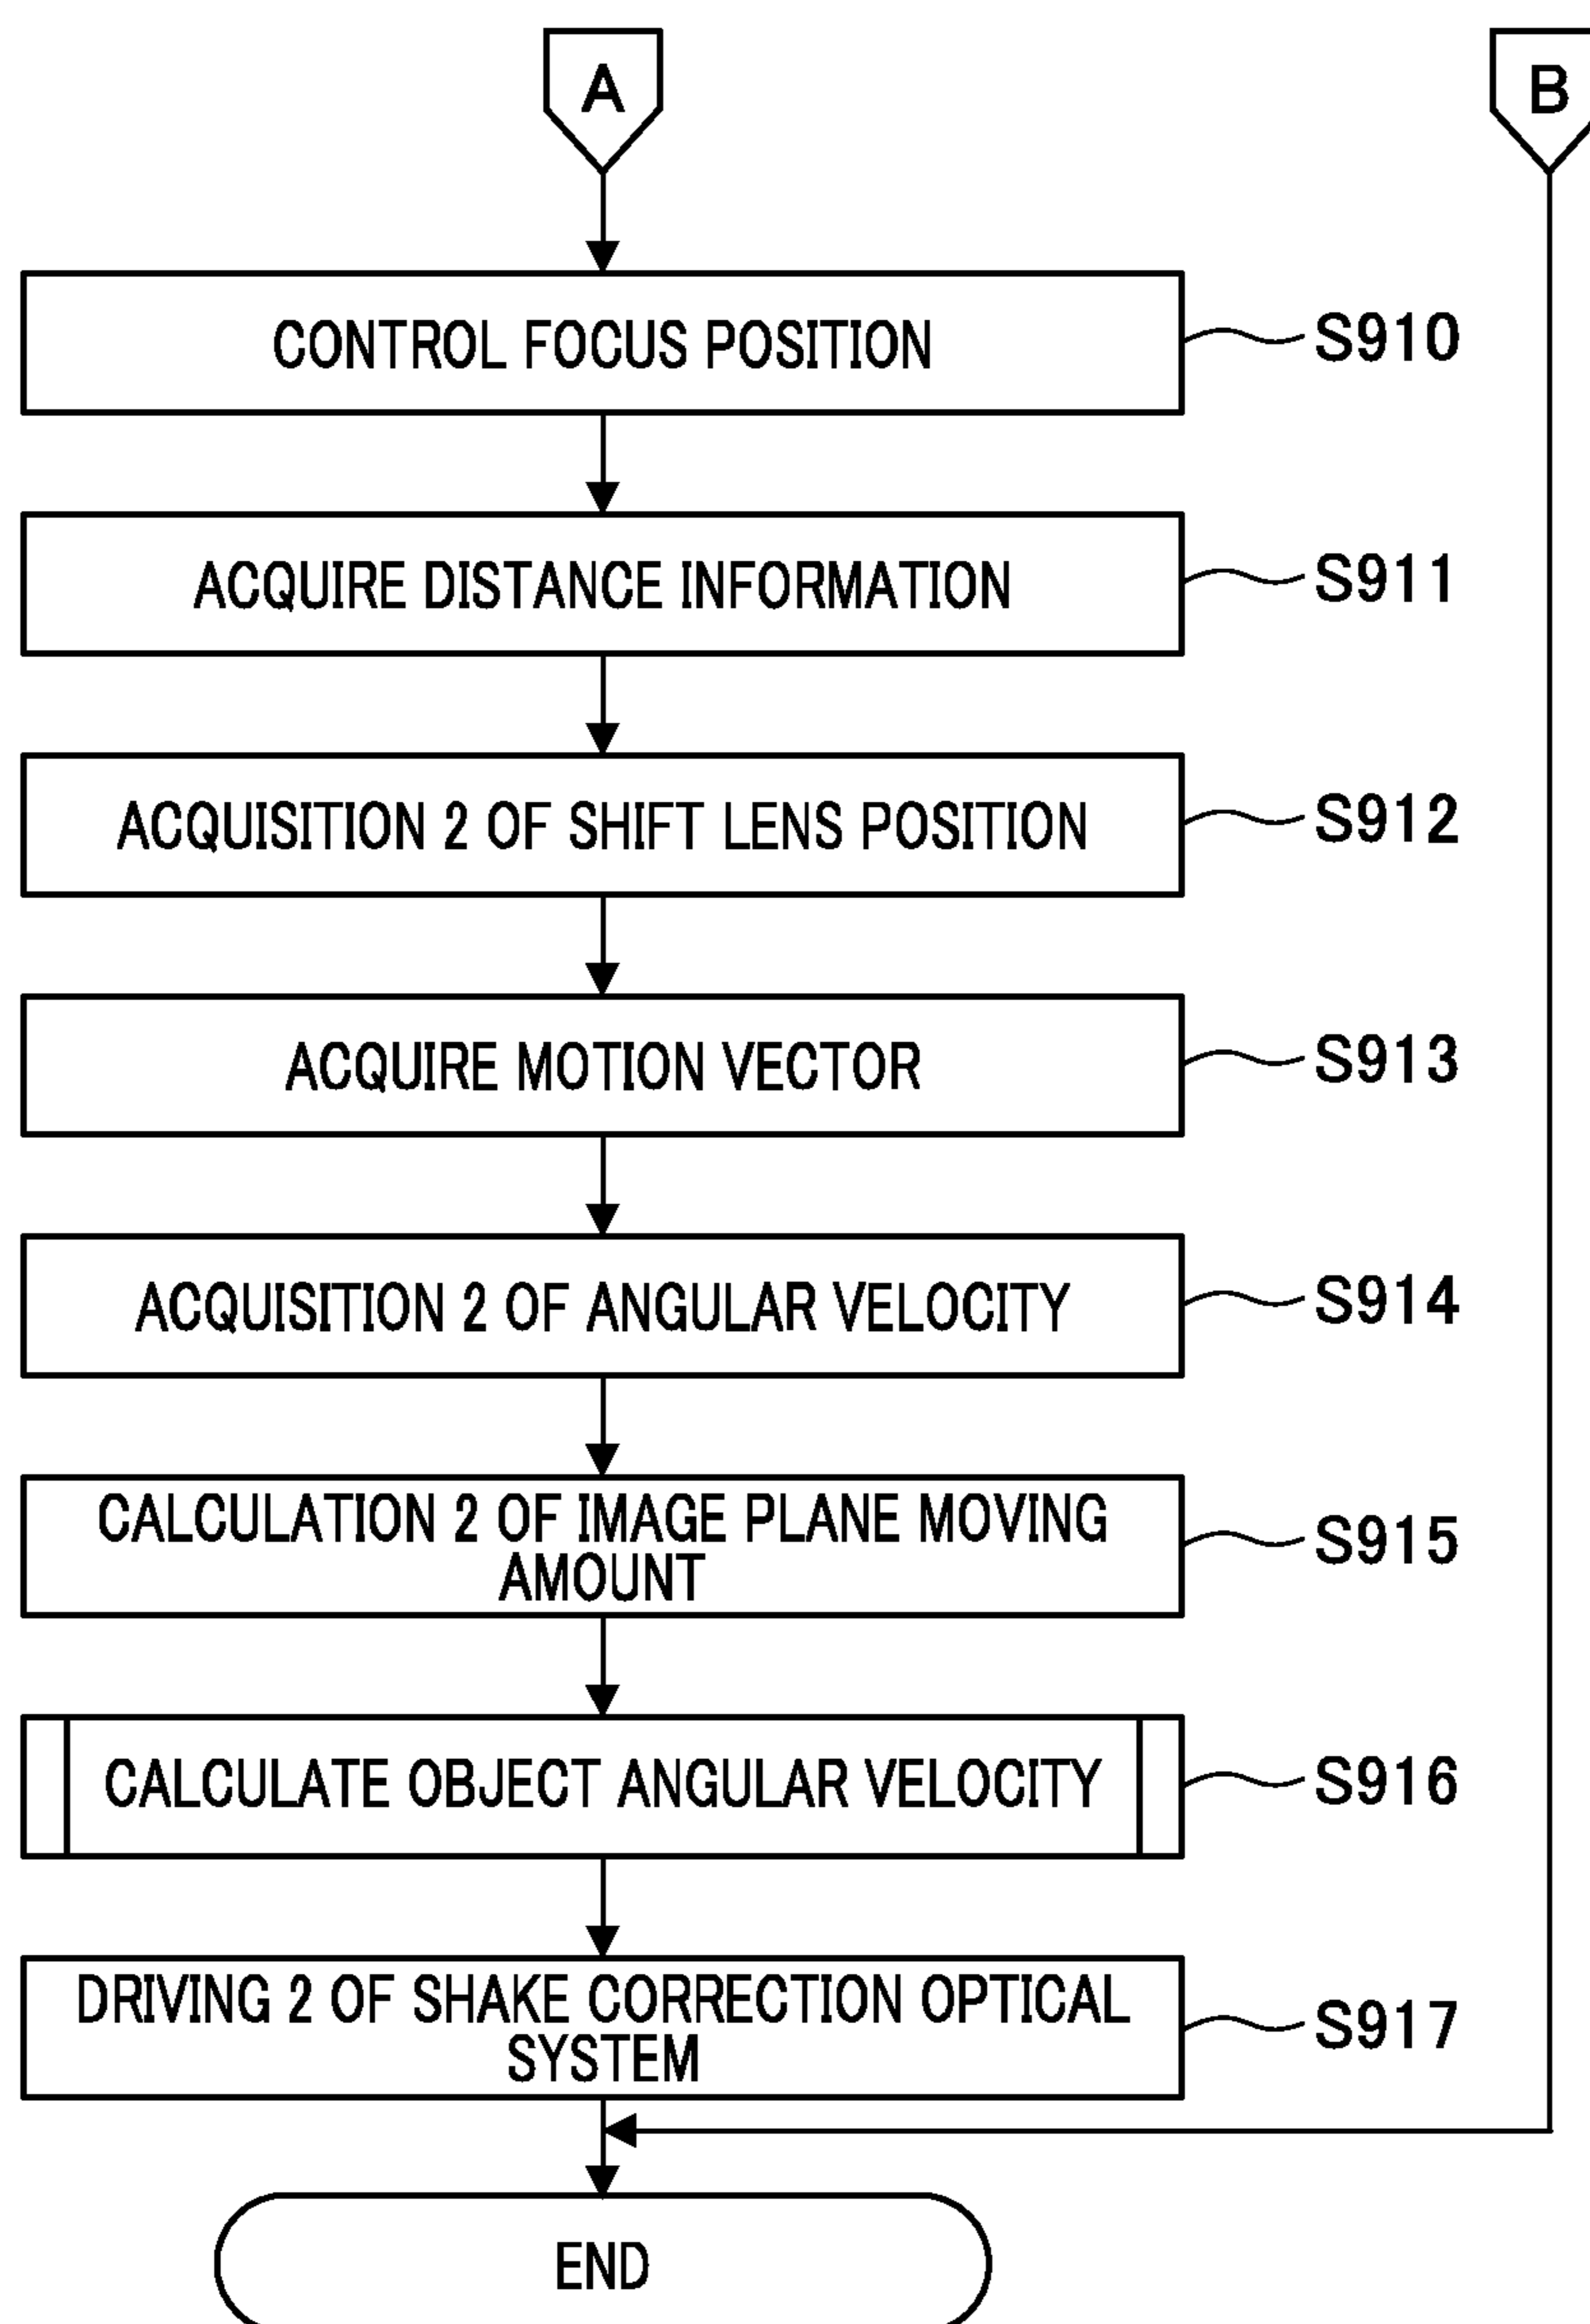 A
B
CONTROL FOCUS POSITION
S910
ACQUIRE DISTANCE INFORMATION
S911
ACQUISITION 2 OF SHIFT LENS POSITION
S912
ACQUIRE MOTION VECTOR
S913
ACQUISITION 2 OF ANGULAR VELOCITY
S914
CALCULATION 2 OF IMAGE PLANE MOVING
AMOUNT
S915
CALCULATE OBJECT ANGULAR VELOCITY
S916
DRIVING 2 OF SHAKE CORRECTION OPTICAL
SYSTEM
S917
END